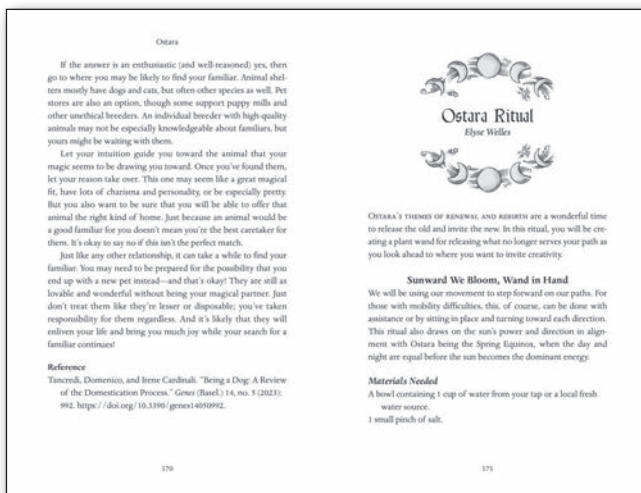 Ostara
If the answer is an enthusiastic (and well-reasoned) yes, then
go to where you may be likely to find your familiar. Animal shel-
ters mostly have dogs and cats, but often other species as well. Pet
stores are also an option, though some support puppy mills and
other unethical breeders. An individual breeder with high-quality
animals may not be especially knowledgeable about familiars, but
yours might be waiting with them.
Let your intuition guide you toward the animal that your
magic seems to be drawing you toward. Once you've found them,
let your reason take over. This one may seem like a great magical
fit, have lots of charisma and personality, or be especially pretty.
But you also want to be sure that you will be able to offer that
animal the right kind of home. Just because an animal would be
a good familiar for you doesn't mean you're the best caretaker for
them. It's okay to say no if this isn't the perfect match.
Just like any other relationship, it can take a while to find your
familiar. You may need to be prepared for the possibility that you
end up with a new pet instead—and that's okay! They are still as
lovable and wonderful without being your magical partner. Just
don't treat them like they're lesser or disposable; you've taken
responsibility for them regardless. And it's likely that they will
enliven your life and bring you much joy while your search for a
familiar continues!
Reference
Tancredi, Domenico, and Irene Cardinali. "Being a Dog: A Review
of the Domestication Process." Genes (Basel.) 14, no. 5 (2023):
992. https://doi.org/10.3390/genes14050992.
170
Ostara Ritual
Elyse Welles
OSTARA'S THEMES OF RENEWAL AND REBIRTH are a wonderful time
to release the old and invite the new. In this ritual, you will be cre-
ating a plant wand for releasing what no longer serves your path as
you look ahead to where you want to invite creativity.
Sunward We Bloom, Wand in Hand
We will be using our movement to step forward on our paths. For
those with mobility difficulties, this, of course, can be done with
assistance or by sitting in place and turning toward each direction.
This ritual also draws on the sun's power and direction in align-
ment with Ostara being the Spring Equinox, when the day and
night are equal before the sun becomes the dominant energy.
Materials Needed
A bowl containing 1 cup of water from your tap or a local fresh
water source.
1 small pinch of salt.
171